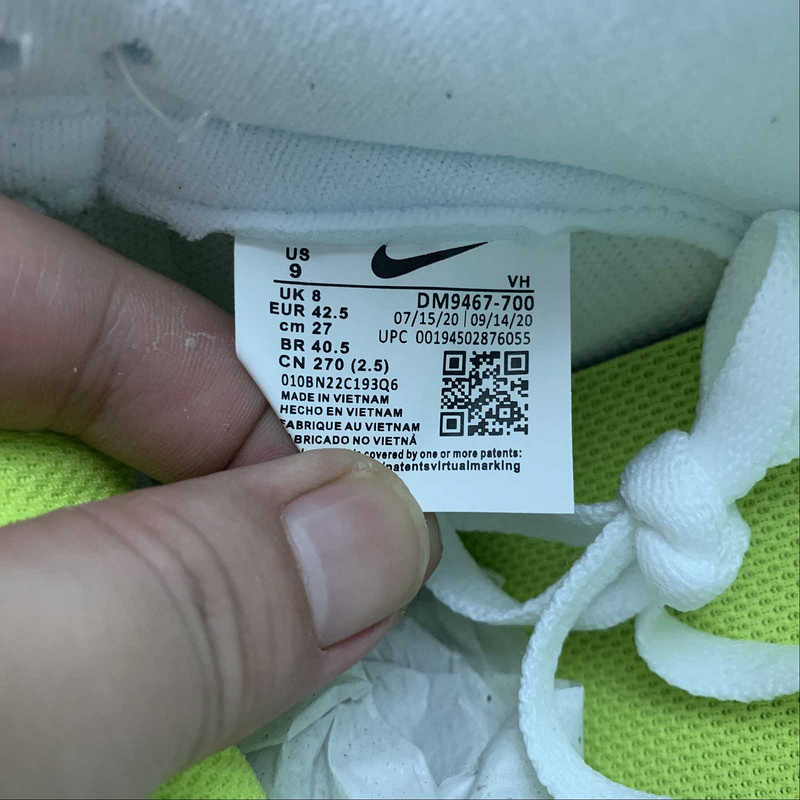 US
9
VH
UK 8
DM9467-700
EUR 42.5
07/15/20 | 09/14/20
cm 27
UPC 00194502876055
BR 40.5
CN 270 (2.5)
010BN22C193Q6
MADE IN VIETNAM
HECHO EN VIETNAM
FABRIQUE AU VIETNAM
FABRICADO NO VIETNÃ
covered by one or more patents:
patentsvirtualmarking